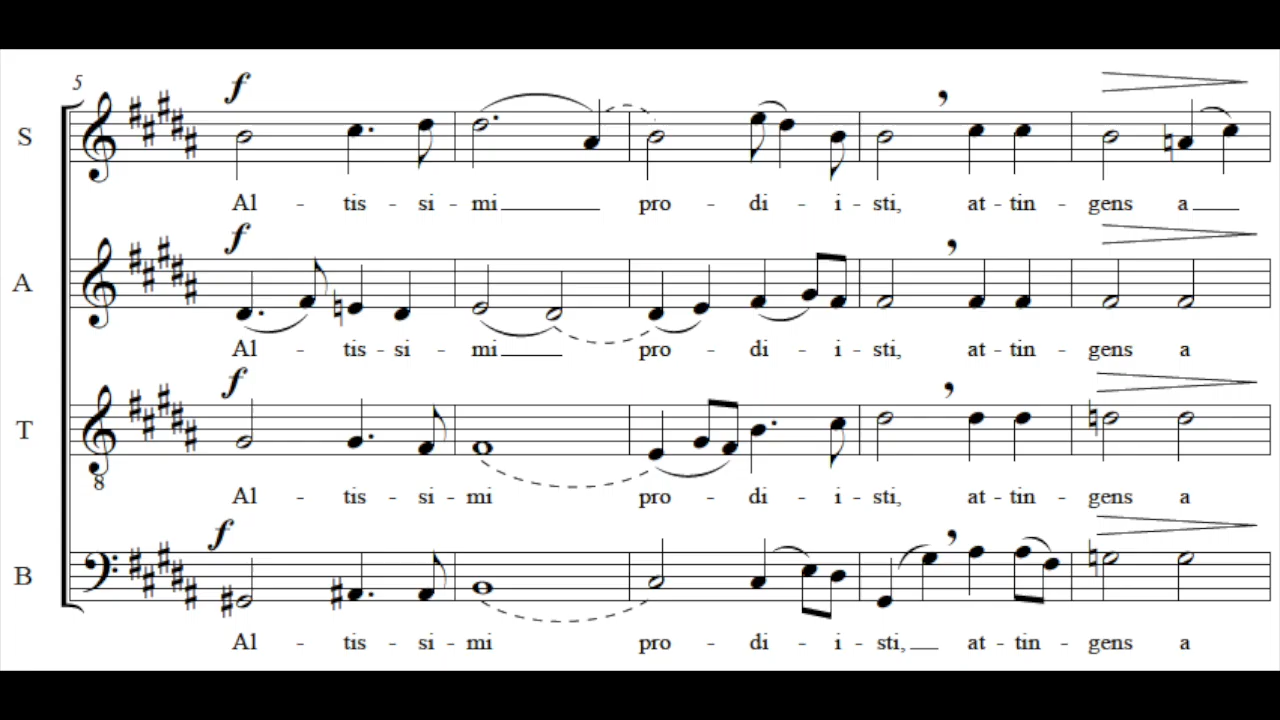 5
f
S
Al - tis - si - mi pro - di - i - sti, at - tin - gens a
f
A
Al - tis - si - mi pro - di - i - sti, at - tin - gens a
f
T
8
Al - tis - si - mi pro - di - i - sti, at - tin - gens a
f
B
Al - tis - si - mi pro - di - i - sti, at - tin - gens a